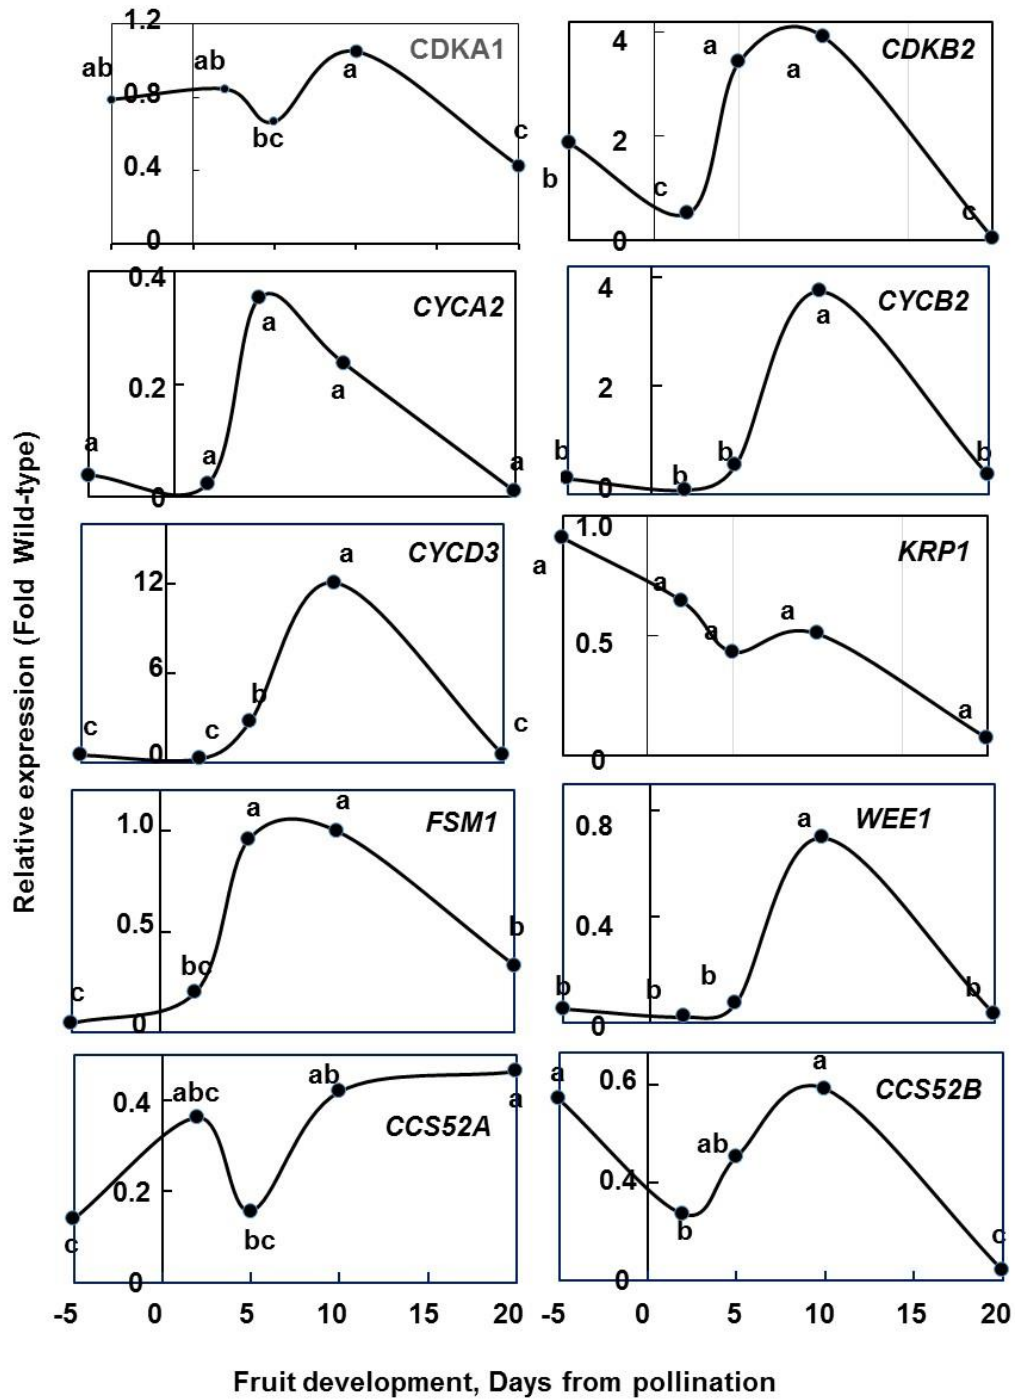 Relative expression (Fold Wild-type)
1.2
CDKA1
ab
ab
a
0.8
bc
c
0.4
0
4
CDKB2
a
a
2
b
c
c
0
0.4
CYCA2
a
0.2
a
a
a
a
0
4
CYCB2
a
2
b
b
b
b
0
CYCD3
a
12
6
b
c
c
c
0
1.0
KRP1
a
a
a
a
0.5
a
0
FSM1
a
a
1.0
0.5
b
bc
c
0
0.8
WEE1
a
0.4
b
b
b
b
0
abc
ab
a
0.4
CCS52A
0.2
c
bc
0
a
a
0.6
CCS52B
ab
0.4
b
c
0
-5 0 5 10 15 20
-5 0 5 10 15 20
Fruit development, Days from pollination